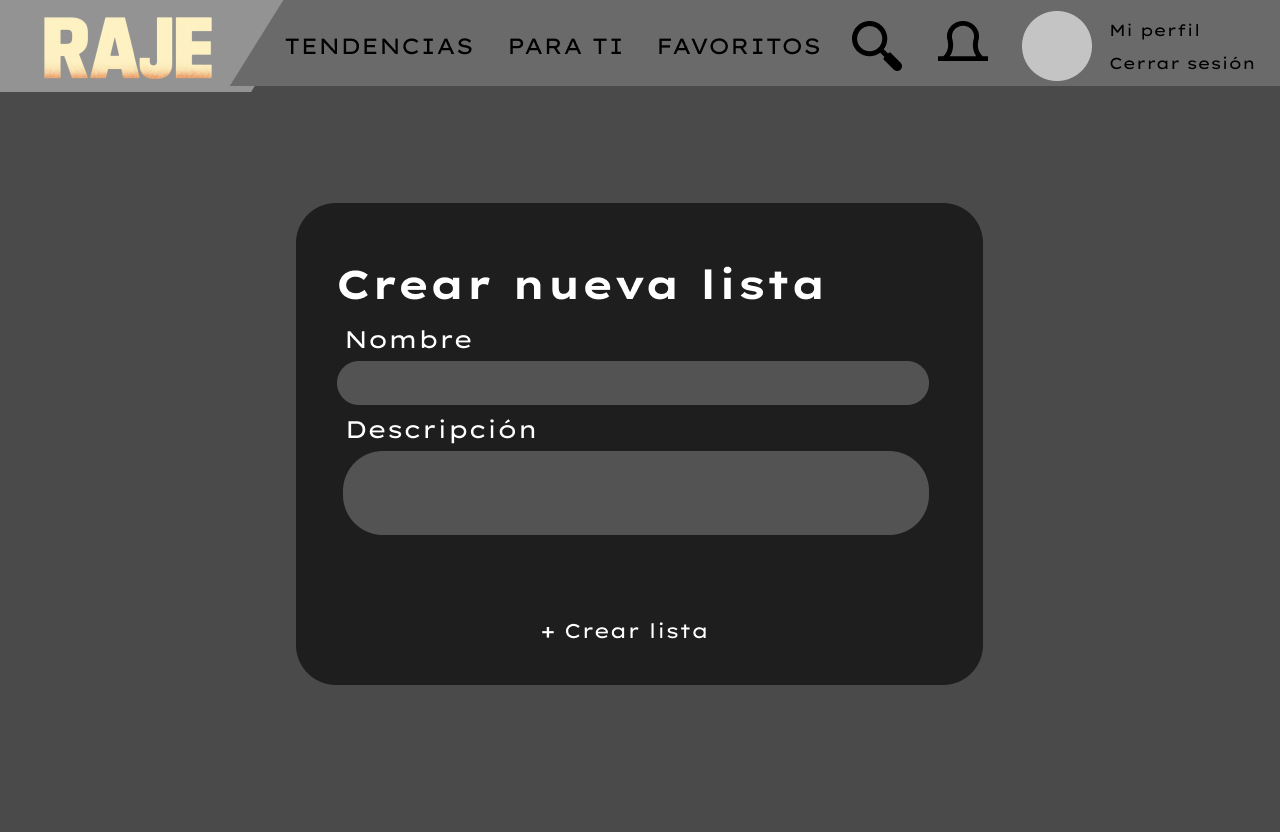 RAJE
TENDENCIAS PARA TI FAVORITOS
Mi perfil
Cerrar sesión
Crear nueva lista
Nombre
Descripción
+ Crear lista